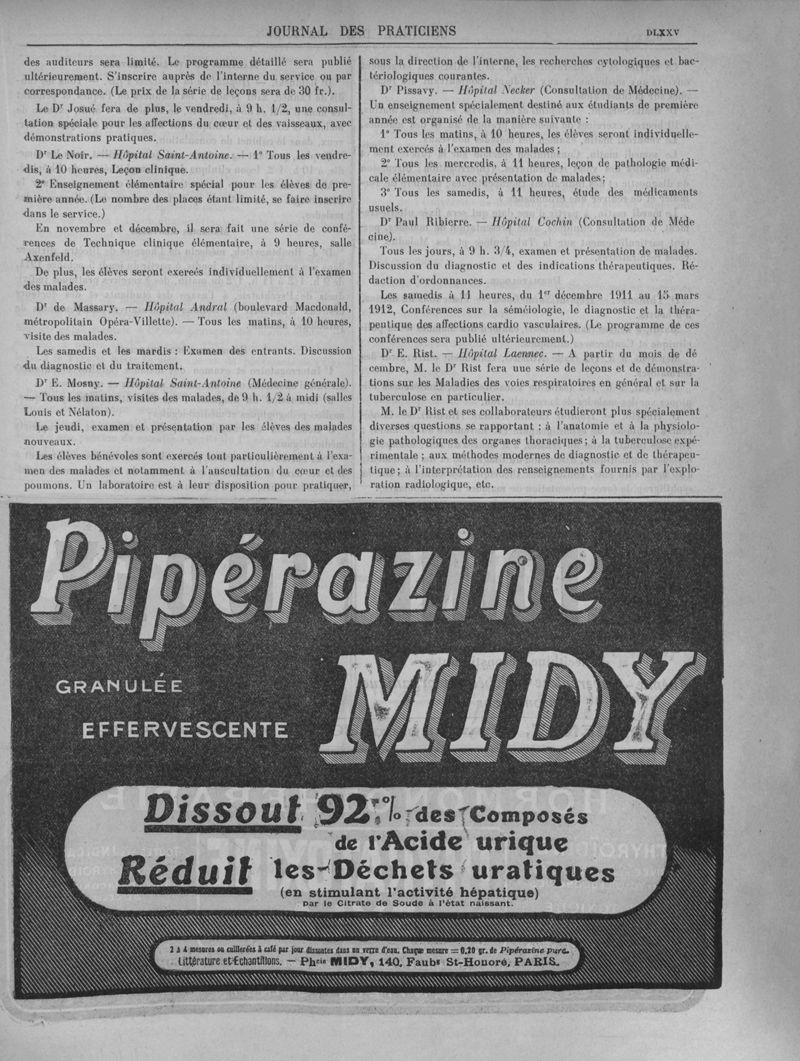 JOURNAL DES PRATICIENS
DLXXV
des auditeurs sera limité. Le programme détaillé sera publié
ultérieurement. S'inscrire auprès de l'interne du service ou par
correspondance. (Le prix de la série de leçons sera de 30 fr.).
Le Dr Josué fera de plus, le vendredi, à 9 h. 1/2, une consul-
tation spéciale pour les affections du cœur et des vaisseaux, avec
démonstrations pratiques.
Dr Le Noir. — Hôpital Saint-Antoine. — 1° Tous les vendre-
dis, à 10 heures, Leçon clinique.
2° Enseignement élémentaire spécial pour les élèves de pre-
mière année. (Le nombre des places étant limité, se faire inscrire
dans le service.)
En novembre et décembre, il sera fait une série de confé-
rences de Technique clinique élémentaire, à 9 heures, salle
Axenfeld.
De plus, les élèves seront exercés individuellement à l'examen
des malades.
Dr de Massary. — Hôpital Andral (boulevard Macdonald,
métropolitain Opéra-Villette). — Tous les matins, à 10 heures,
visite des malades.
Les samedis et les mardis : Examen des entrants. Discussion
du diagnostic et du traitement.
Dr E. Mosny. — Hôpital Saint-Antoine (Médecine générale).
— Tous les matins, visites des malades, de 9 h. 1/2 à midi (salles
Louis et Nélaton).
Le jeudi, examen et présentation par les élèves des malades
nouveaux.
Les élèves bénévoles sont exercés tout particulièrement à l'exa-
men des malades et notamment à l'auscultation du cœur et des
poumons. Un laboratoire est à leur disposition pour pratiquer,
sous la direction de l'interne, les recherches cytologiques et bac-
tériologiques courantes.
Dr Pissavy. — Hôpital Necker (Consultation de Médecine). —
Un enseignement spécialement destiné aux étudiants de première
année est organisé de la manière suivante :
1° Tous les matins, à 10 heures, les élèves seront individuelle-
ment exercés à l'examen des malades ;
2° Tous les mercredis, à 11 heures, leçon de pathologie médi-
cale élémentaire avec présentation de malades ;
3° Tous les samedis, à 11 heures, étude des médicaments
usuels.
Dr Paul Ribierre. — Hôpital Cochin (Consultation de Méde
cine).
Tous les jours, à 9 h. 3/4, examen et présentation de malades.
Discussion du diagnostic et des indications thérapeutiques. Ré-
daction d'ordonnances.
Les samedis à 11 heures, du 1er décembre 1911 au 15 mars
1912, Conférences sur la séméiologie, le diagnostic et la théra-
peutique des affections cardio vasculaires. (Le programme de ces
conférences sera publié ultérieurement.)
Dr E. Rist. — Hôpital Laennec. — A partir du mois de dé
cembre, M. le Dr Rist fera une série de leçons et de démonstra-
tions sur les Maladies des voies respiratoires en général et sur la
tuberculose en particulier.
M. le Dr Rist et ses collaborateurs étudieront plus spécialement
diverses questions se rapportant : à l'anatomie et à la physiolo-
gie pathologiques des organes thoraciques ; à la tuberculose expé-
rimentale ; aux méthodes modernes de diagnostic et de thérapeu-
tique ; à l'interprétation des renseignements fournis par l'explo-
ration radiologique, etc.
Pipérazine
MIDY
GRANULÉE
EFFERVESCENTE
Dissout 92% des Composés
de l'Acide urique
Réduit les Déchets uratiques
(en stimulant l'activité hépatique)
par le Citrate de Soude à l'état naissant.
2 à 4 mesures ou cuillerées à café par jour dissoutes dans un verre d'eau. Chaque mesure = 0,20 gr. de Pipérazine pure.
Littérature et Échantillons. — Phcie MIDY, 140, Faubg St-Honoré, PARIS.